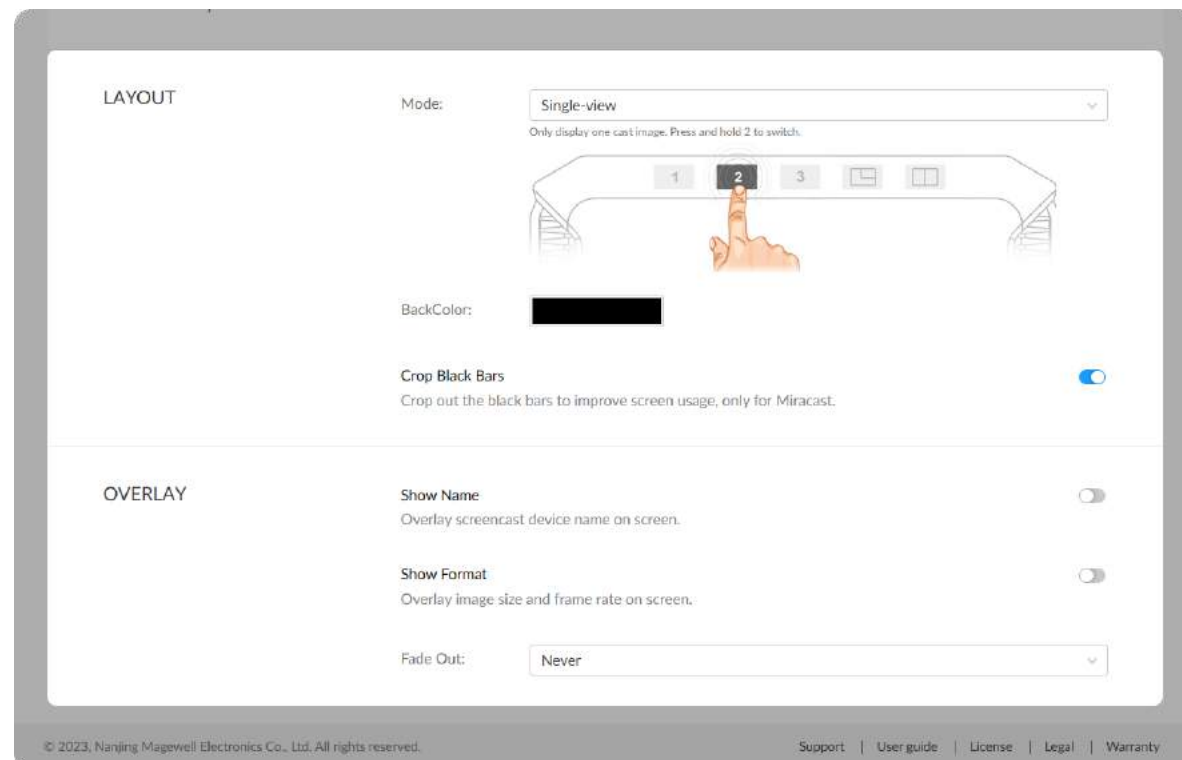 LAYOUT
Mode:
Single-view
Only display one cast image. Press and hold 2 to switch.
1
2
3
BackColor:
Crop Black Bars
Crop out the black bars to improve screen usage, only for Miracast.
OVERLAY
Show Name
Overlay screencast device name on screen.
Show Format
Overlay image size and frame rate on screen.
Fade Out:
Never
© 2023, Nanjing Magewell Electronics Co., Ltd. All rights reserved.
Support | User guide | License | Legal | Warranty